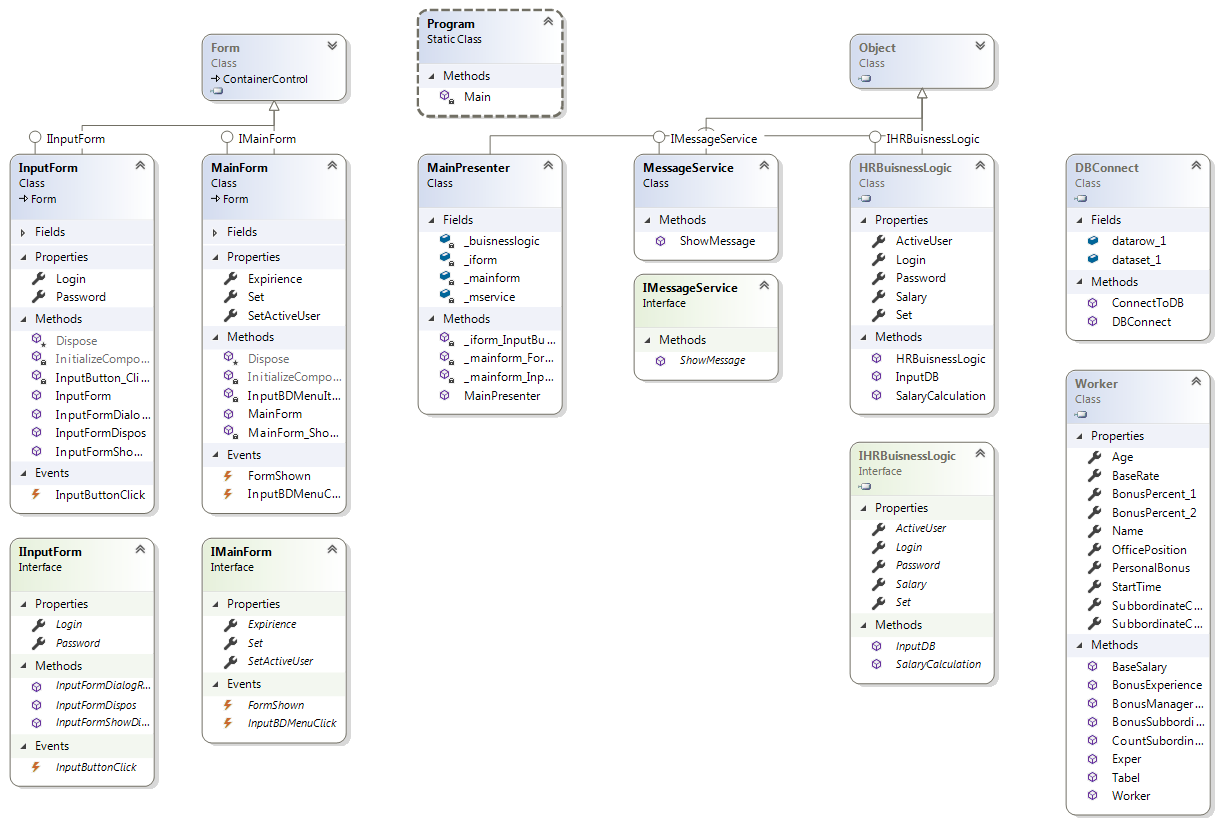 Form
Class
ContainerControl
Program
Static Class
Methods
Main
Object
Class
IInputForm
IMainForm
IMessageService
IHRBuisnessLogic
InputForm
Class
Form
Fields
Properties
Login
Password
Methods
Dispose
InitializeCompo...
InputButton_Cli...
InputForm
InputFormDialo...
InputFormDispos
InputFormSho...
Events
InputButtonClick
MainForm
Class
Form
Fields
Properties
Expirience
Set
SetActiveUser
Methods
Dispose
InitializeCompo...
InputBDMenuIt...
MainForm
MainForm_Sho...
Events
FormShown
InputBDMenuC...
MainPresenter
Class
Fields
_buisnesslogic
_iform
_mainform
_mservice
Methods
_iform_InputBu...
_mainform_For...
_mainform_Inp...
MainPresenter
MessageService
Class
Methods
ShowMessage
IMessageService
Interface
Methods
ShowMessage
HRBuisnessLogic
Class
Properties
ActiveUser
Login
Password
Salary
Set
Methods
HRBuisnessLogic
InputDB
SalaryCalculation
DBConnect
Class
Fields
datarow_1
dataset_1
Methods
ConnectToDB
DBConnect
IInputForm
Interface
Properties
Login
Password
Methods
InputFormDialogR...
InputFormDispos
InputFormShowDi...
Events
InputButtonClick
IMainForm
Interface
Properties
Expirience
Set
SetActiveUser
Events
FormShown
InputBDMenuClick
IHRBuisnessLogic
Interface
Properties
ActiveUser
Login
Password
Salary
Set
Methods
InputDB
SalaryCalculation
Worker
Class
Properties
Age
BaseRate
BonusPercent_1
BonusPercent_2
Name
OfficePosition
PersonalBonus
StartTime
SubbordinateC...
SubbordinateC...
Methods
BaseSalary
BonusExperience
BonusManager...
BonusSubbordi...
CountSubordin...
Exper
Tabel
Worker